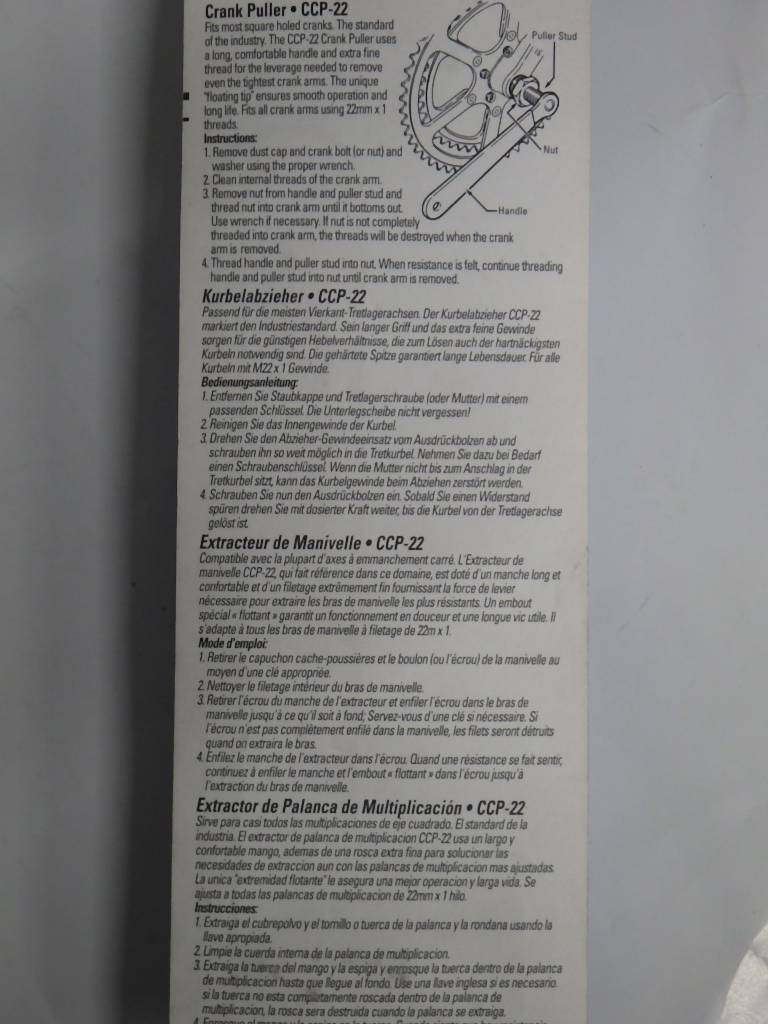 Crank Puller • CCP-22
Fits most square holed cranks. The standard
of the industry. The CCP-22 Crank Puller uses
a long, comfortable handle and extra fine
thread for the leverage needed to remove
even the tightest crank arms. The unique
"floating tip" ensures smooth operation and
long life. Fits all crank arms using 22mm x 1
threads.
Instructions:
1. Remove dust cap and crank bolt (or nut) and
washer using the proper wrench.
2. Clean internal threads of the crank arm.
3. Remove nut from handle and puller stud and
thread nut into crank arm until it bottoms out.
Use wrench if necessary. If nut is not completely
threaded into crank arm, the threads will be destroyed when the crank
arm is removed.
4. Thread handle and puller stud into nut. When resistance is felt, continue threading
handle and puller stud into nut until crank arm is removed.
Puller Stud
Nut
Handle
Kurbelabzieher • CCP-22
Passend für die meisten Vierkant-Tretlagerachsen. Der Kurbelabzieher CCP-22
markiert den Industriestandard. Sein langer Griff und das extra feine Gewinde
sorgen für die günstigen Hebelverhältnisse, die zum Lösen auch der hartnäckigsten
Kurbeln notwendig sind. Die gehärtete Spitze garantiert lange Lebensdauer. Für alle
Kurbeln mit M22 x 1 Gewinde.
Bedienungsanleitung:
1. Entfernen Sie Staubkappe und Tretlagerschraube (oder Mutter) mit einem
passenden Schlüssel. Die Unterlegscheibe nicht vergessen!
2. Reinigen Sie das Innengewinde der Kurbel.
3. Drehen Sie den Abzieher-Gewindeeinsatz vom Ausdrückbolzen ab und
schrauben ihn so weit möglich in die Tretkurbel. Nehmen Sie dazu bei Bedarf
einen Schraubenschlüssel. Wenn die Mutter nicht bis zum Anschlag in der
Tretkurbel sitzt, kann das Kurbelgewinde beim Abziehen zerstört werden.
4. Schrauben Sie nun den Ausdrückbolzen ein. Sobald Sie einen Widerstand
spüren drehen Sie mit dosierter Kraft weiter, bis die Kurbel von der Tretlagerachse
gelöst ist.
Extracteur de Manivelle • CCP-22
Compatible avec la plupart d'axes à emmanchement carré. L'Extracteur de
manivelle CCP-22, qui fait référence dans ce domaine, est doté d'un manche long et
confortable et d'un filetage extrêmement fin fournissant la force de levier
nécessaire pour extraire les bras de manivelle les plus résistants. Un embout
spécial « flottant » garantit un fonctionnement en douceur et une longue vic utile. Il
s'adapte à tous les bras de manivelle à filetage de 22m x 1.
Mode d'emploi:
1. Retirer le capuchon cache-poussières et le boulon (ou l'écrou) de la manivelle au
moyen d'une clé appropriée.
2. Nettoyer le filetage intérieur du bras de manivelle.
3. Retirer l'écrou du manche de l'extracteur et enfiler l'écrou dans le bras de
manivelle jusqu'à ce qu'il soit à fond; Servez-vous d'une clé si nécessaire. Si
l'écrou n'est pas complètement enfilé dans la manivelle, les filets seront détruits
quand on extraira le bras.
4. Enfilez le manche de l'extracteur dans l'écrou. Quand une résistance se fait sentir,
continuez à enfiler le manche et l'embout « flottant » dans l'écrou jusqu'à
l'extraction du bras de manivelle.
Extractor de Palanca de Multiplicación • CCP-22
Sirve para casi todos las multiplicaciones de eje cuadrado. El standard de la
industria. El extractor de palanca de multiplicacion CCP-22 usa un largo y
confortable mango, ademas de una rosca extra fina para solucionar las
necesidades de extraccion aun con las palancas de multiplicacion mas ajustadas.
La unica "extremidad flotante" le asegura una mejor operacion y larga vida. Se
ajusta a todas las palancas de multiplicacion de 22mm x 1 hilo.
Instrucciones:
1. Extraiga el cubrepolvo y el tornillo o tuerca de la palanca y la rondana usando la
llave apropiada.
2. Limpie la cuerda interna de la palanca de multiplicacion.
3. Extraiga la tuerca del mango y la espiga y enrosque la tuerca dentro de la palanca
de multiplicacion hasta que llegue al fondo. Use una llave inglesa si es necesario.
si la tuerca no esta completamente roscada dentro de la palanca de
multiplicacion, la rosca sera destruida cuando la palanca se extraiga.